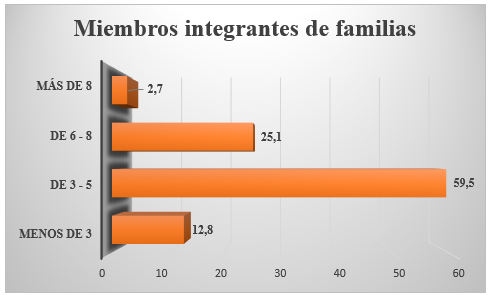 Miembros integrantes de familias
MÁS DE 8
2,7
DE 6 - 8
25,1
DE 3 - 5
59,5
MENOS DE 3
12,8
0 10 20 30 40 50 60